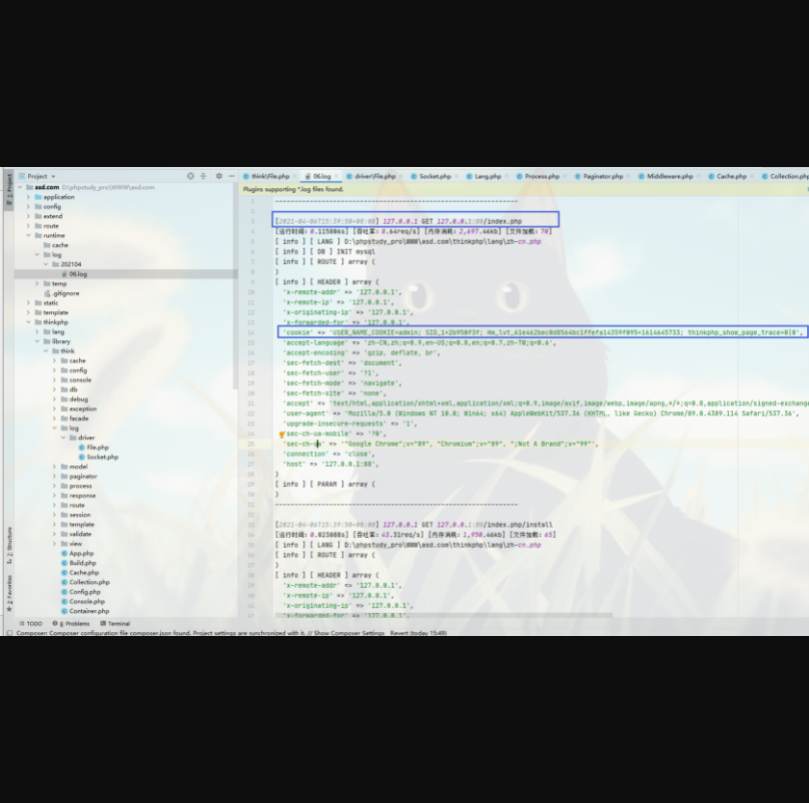 Project
think\File.php
06.log
driver\File.php
Socket.php
Lang.php
Process.php
Paginator.php
Middleware.php
Cache.php
Collection.php
1: Project
asd.com D:\phpstudy_pro\WWW\asd.com
application
config
extend
route
runtime
cache
log
202104
06.log
temp
.gitignore
static
template
thinkphp
lang
library
think
cache
config
console
db
debug
exception
facade
log
driver
File.php
Socket.php
model
paginator
process
response
route
session
template
validate
view
App.php
Build.php
Cache.php
Collection.php
Config.php
Console.php
Container.php
Z: Structure
2: Favorites
Plugins supporting *.log files found.
[2021-04-06T15:39:50+08:00] 127.0.0.1 GET 127.0.0.1:88/index.php
[运行时间: [吞吐率: [内存消耗: 2,697.46kb] [文件加载: 70]
[ info ] [ LANG ] D:\phpstudy_pro\WWW\asd.com\thinkphp\lang\zh-cn.php
[ info ] [ DB ] INIT mysql
[ info ] [ ROUTE ] array (
)
[ info ] [ HEADER ] array (
'x-remote-addr' => '127.0.0.1',
'x-remote-ip' => '127.0.0.1',
'x-originating-ip' => '127.0.0.1',
'x-forwarded-for' => '127.0.0.1',
'cookie' => 'USER_NAME_COOKIE=admin; thinkphp_show_page_trace=0|0',
'accept-language' => 'zh-CN,zh;q=0.9,en-US;q=0.8,en;q=0.7,zh-TW;q=0.6',
'accept-encoding' => 'gzip, deflate, br',
'sec-fetch-dest' => 'document',
'sec-fetch-user' => '?1',
'sec-fetch-mode' => 'navigate',
'sec-fetch-site' => 'none',
'accept' => 'text/html,application/xhtml+xml,application/xml;q=0.9,image/avif,image/webp,image/apng,*/*;q=0.8,application/signed-exchange
'user-agent' => 'Mozilla/5.0 (Windows NT 10.0; Win64; x64) AppleWebKit/537.36 (KHTML, like Gecko) Chrome/89.0.4389.114 Safari/537.36',
'upgrade-insecure-requests' => '1',
'sec-ch-ua-mobile' => '?0',
'sec-ch-ua' => '"Google Chrome";v="89", "Chromium";v="89", ";Not A Brand";v="99"',
'connection' => 'close',
'host' => '127.0.0.1:88',
)
[ info ] [ PARAM ] array (
)
[2021-04-06T15:39:50+08:00] 127.0.0.1 GET 127.0.0.1:88/index.php/install
[运行时间: [吞吐率: 43.31req/s] [内存消耗: [文件加载: 65]
[ info ] [ LANG ] D:\phpstudy_pro\WWW\asd.com\thinkphp\lang\zh-cn.php
[ info ] [ ROUTE ] array (
)
[ info ] [ HEADER ] array (
'x-remote-addr' => '127.0.0.1',
'x-remote-ip' => '127.0.0.1',
'x-originating-ip' => '127.0.0.1',
'x-forwarded-for' => '127.0.0.1',
TODO
6: Problems
Terminal
Composer: Composer configuration file composer.json found. Project settings are synchronized with it. // Show Composer Settings Revert (today 15:49)